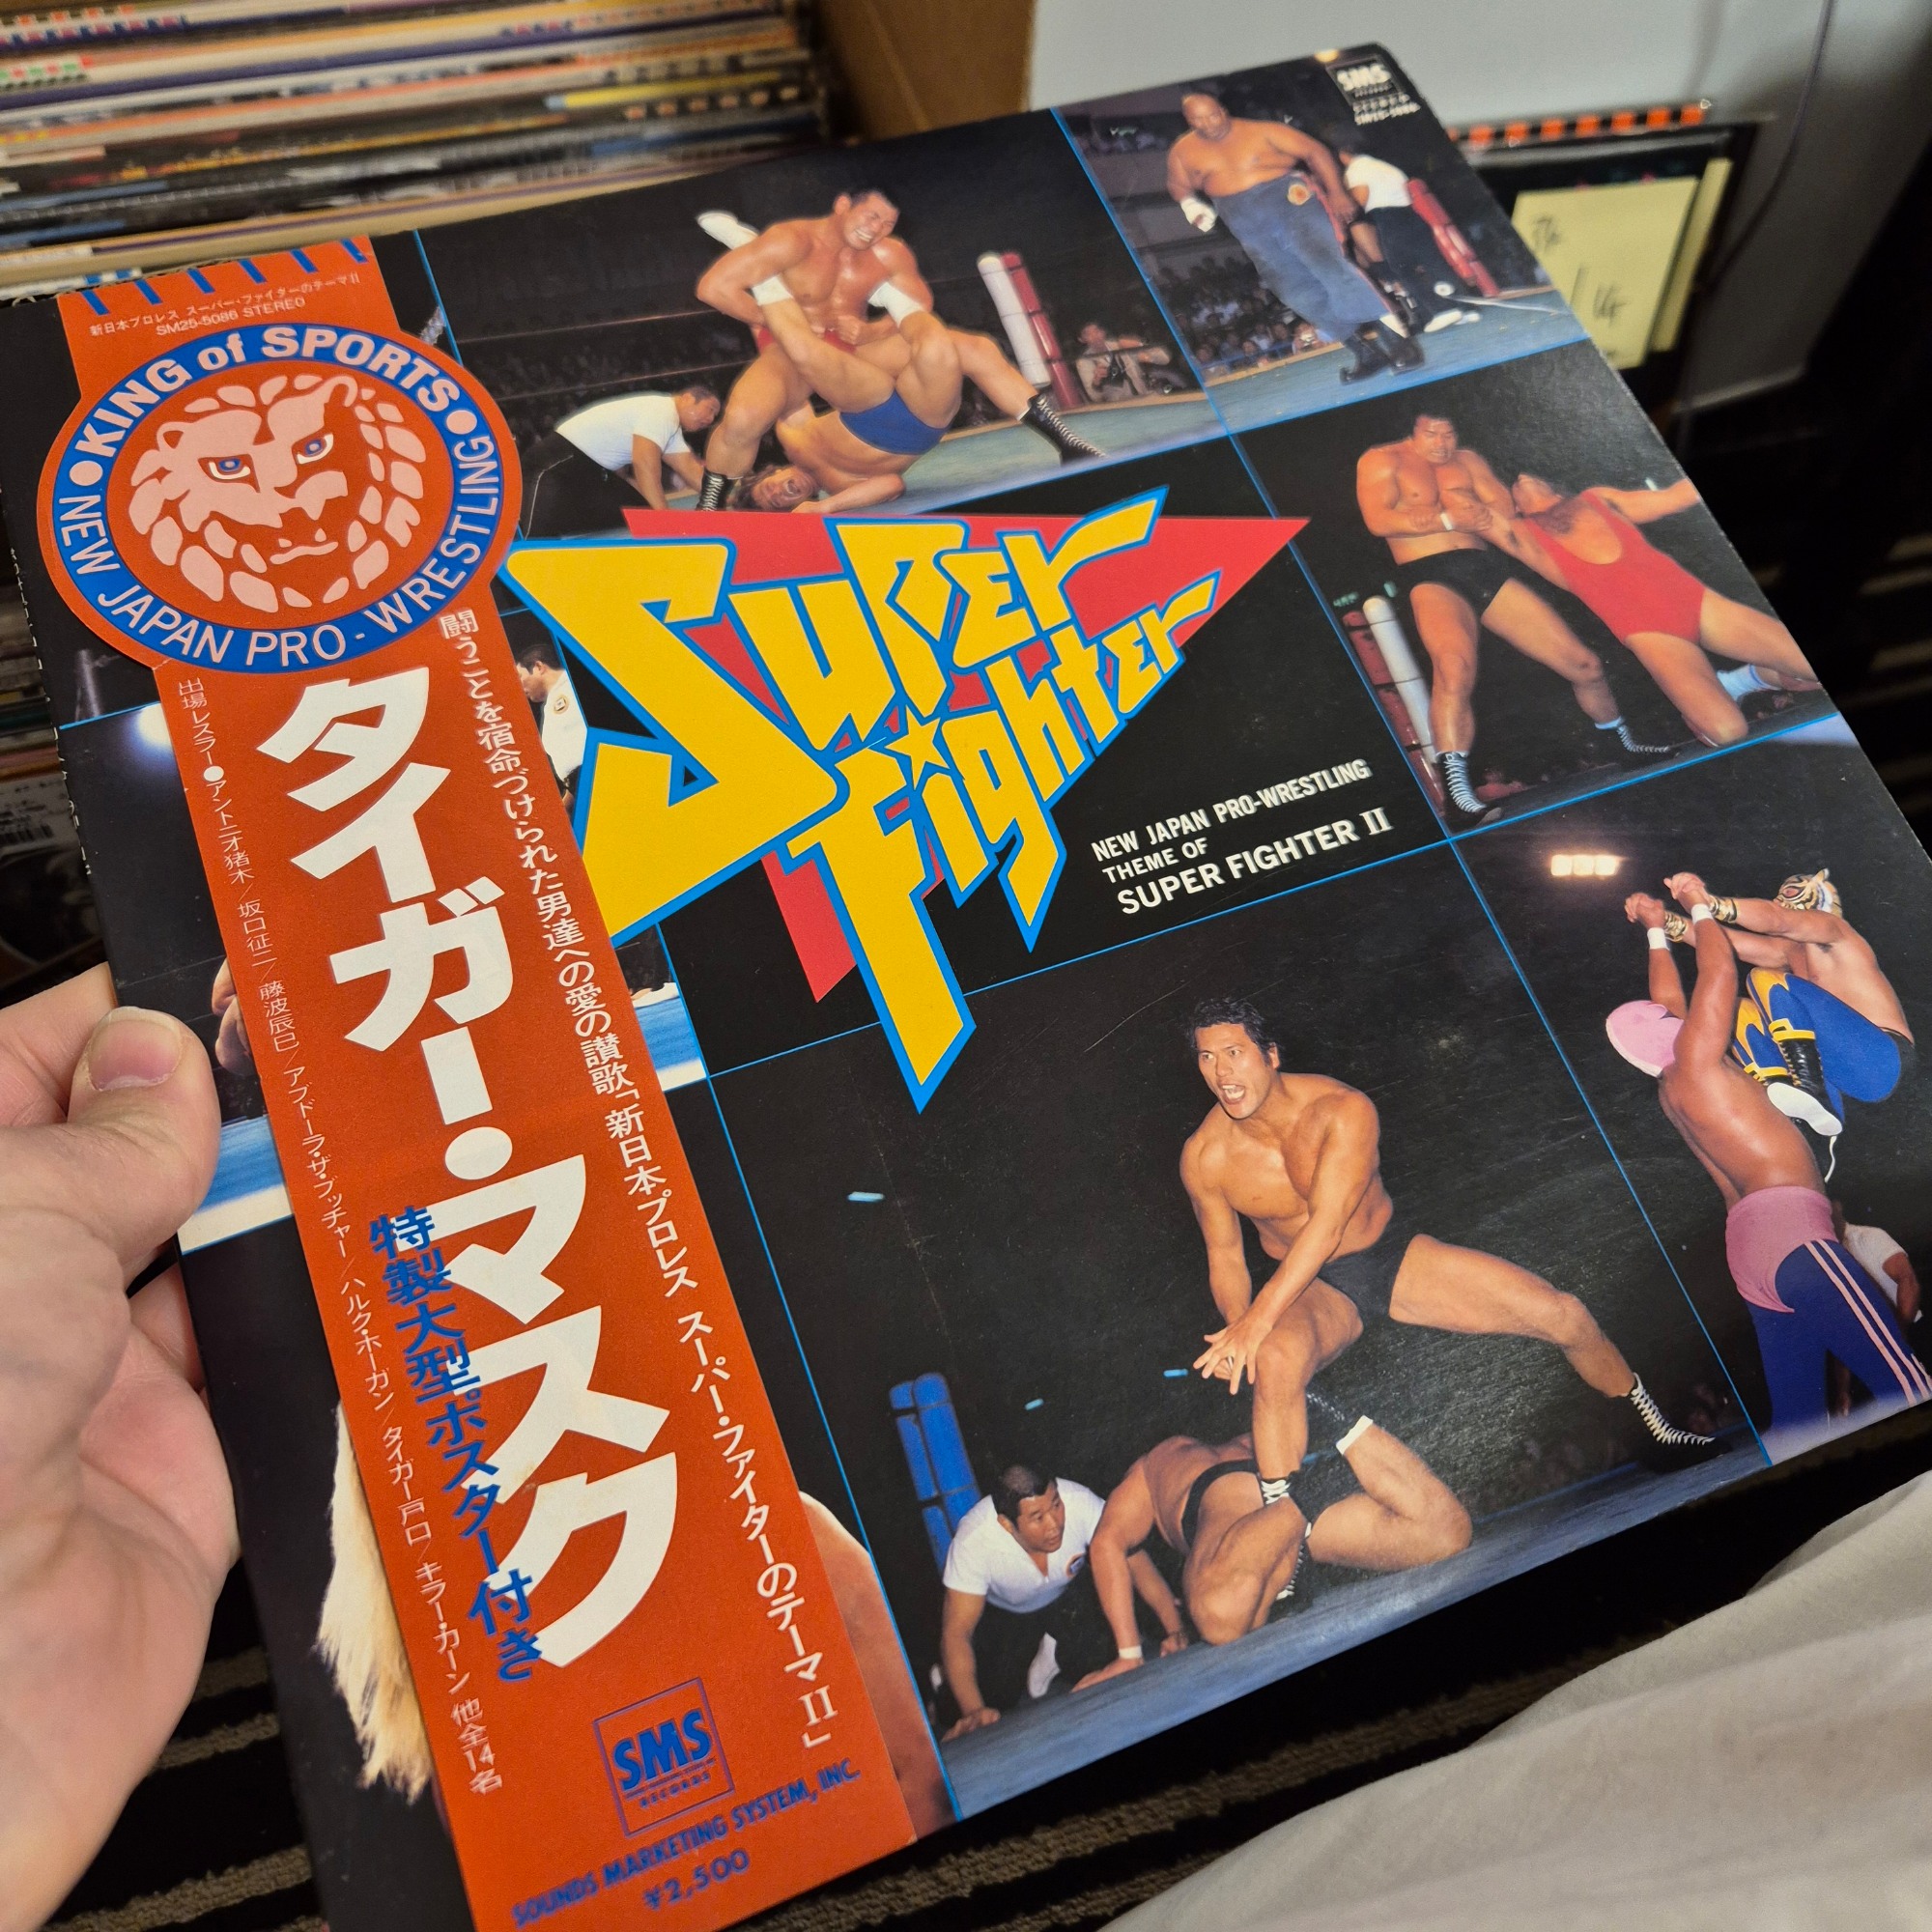 新日本プロレス スーパー・ファイターのテーマII
SM25-5086 STEREO
●KING of SPORTS●
NEW JAPAN PRO-WRESTLING
闘うことを宿命づけられた男達への愛の讃歌「新日本プロレス スーパー・ファイターのテーマII」
タイガー・マスク
特製大型ポスター付き
出場レスラー●アントニオ猪木/坂口征二/藤波辰巳/アブドーラ・ザ・ブッチャー/ハルク・ホーガン/タイガー戸口/キラー・カーン 他全14名
SMS
RECORDS
SOUNDS MARKETING SYSTEM, INC.
¥2,500
SMS
SUPER
FIGHTER
NEW JAPAN PRO-WRESTLING
THEME OF
SUPER FIGHTER II